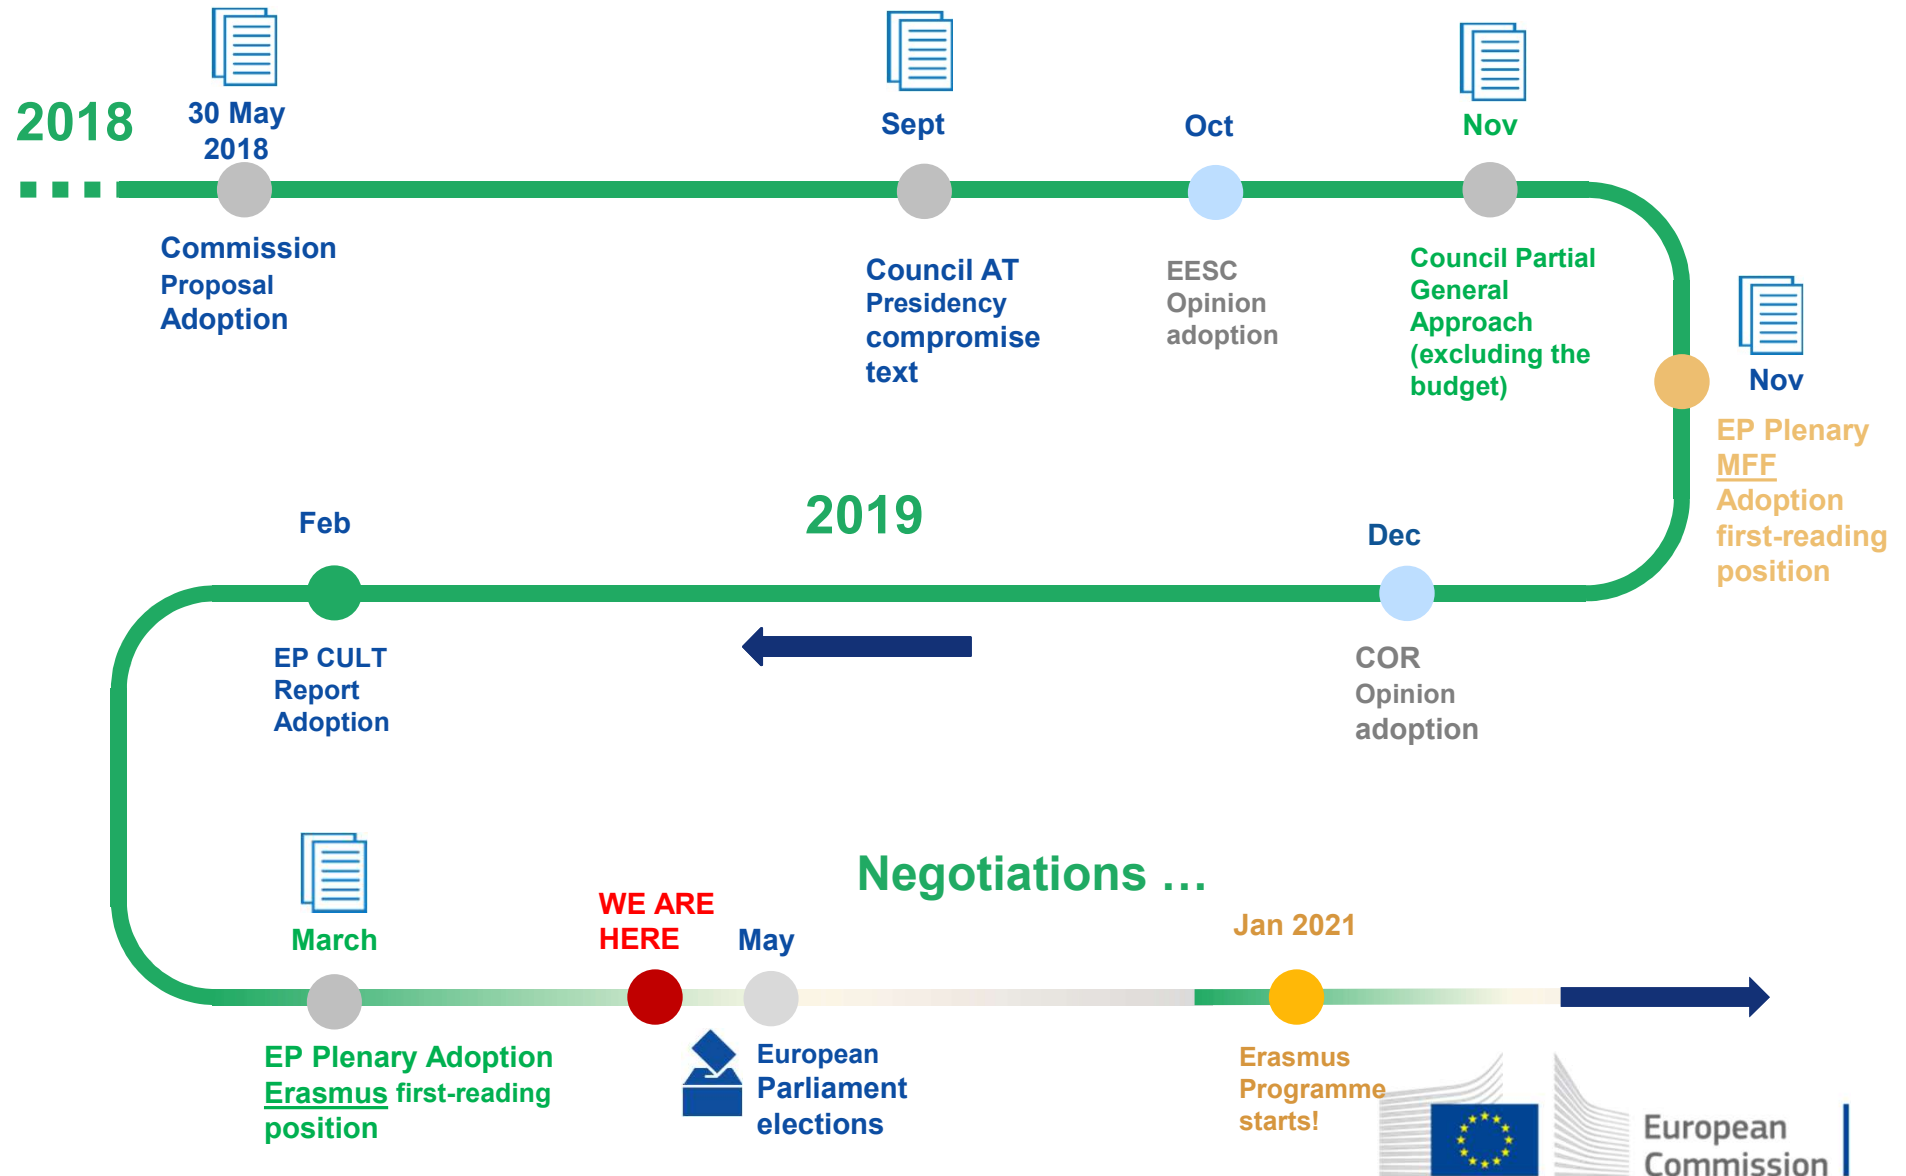 2018
30 May
2018
Commission
Proposal
Adoption
Sept
Council AT
Presidency
compromise
text
Oct
EESC
Opinion
adoption
Nov
Council Partial
General
Approach
(excluding the
budget)
Nov
EP Plenary
MFF
Adoption
first-reading
position
2019
Dec
COR
Opinion
adoption
Feb
EP CULT
Report
Adoption
March
EP Plenary Adoption
Erasmus first-reading
position
WE ARE
HERE
May
European
Parliament
elections
Negotiations …
Jan 2021
Erasmus
Programme
starts!
European
Commission